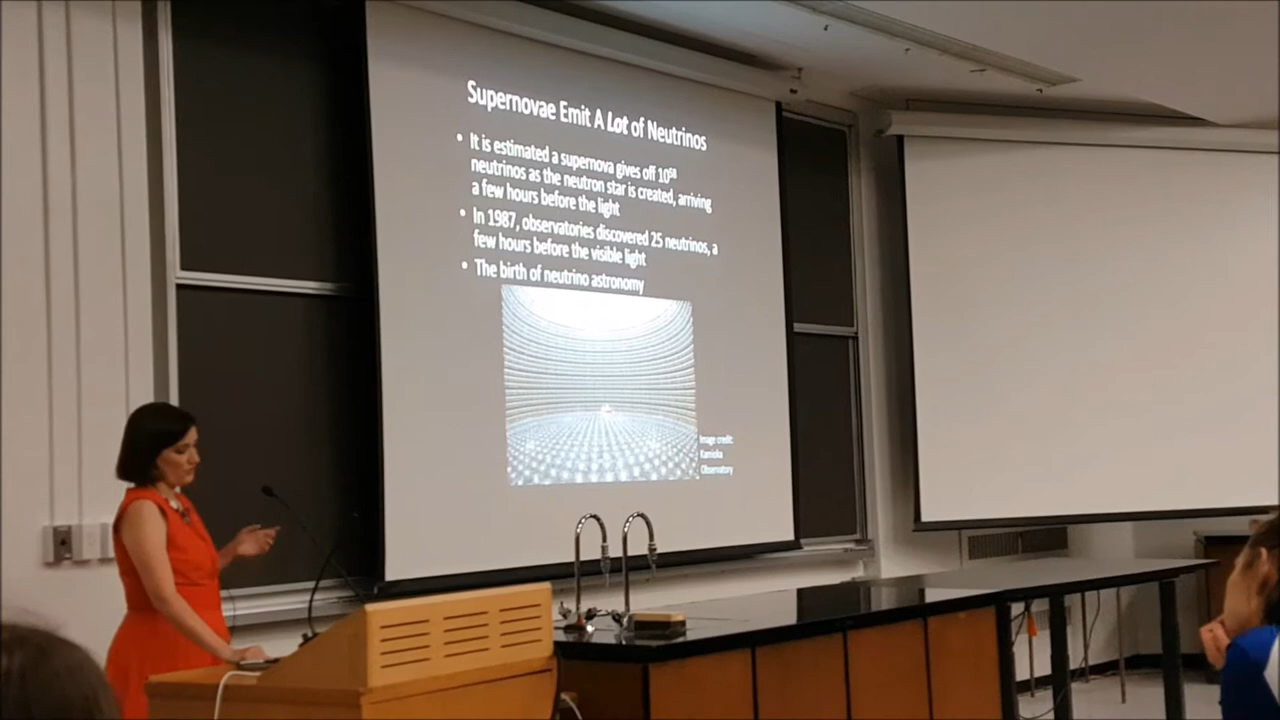 Supernovae Emit A Lot of Neutrinos
• It is estimated a supernova gives off 10⁵⁸
neutrinos as the neutron star is created, arriving
a few hours before the light
• In 1987, observatories discovered 25 neutrinos, a
few hours before the visible light
• The birth of neutrino astronomy
Image credit:
Kamioka
Observatory